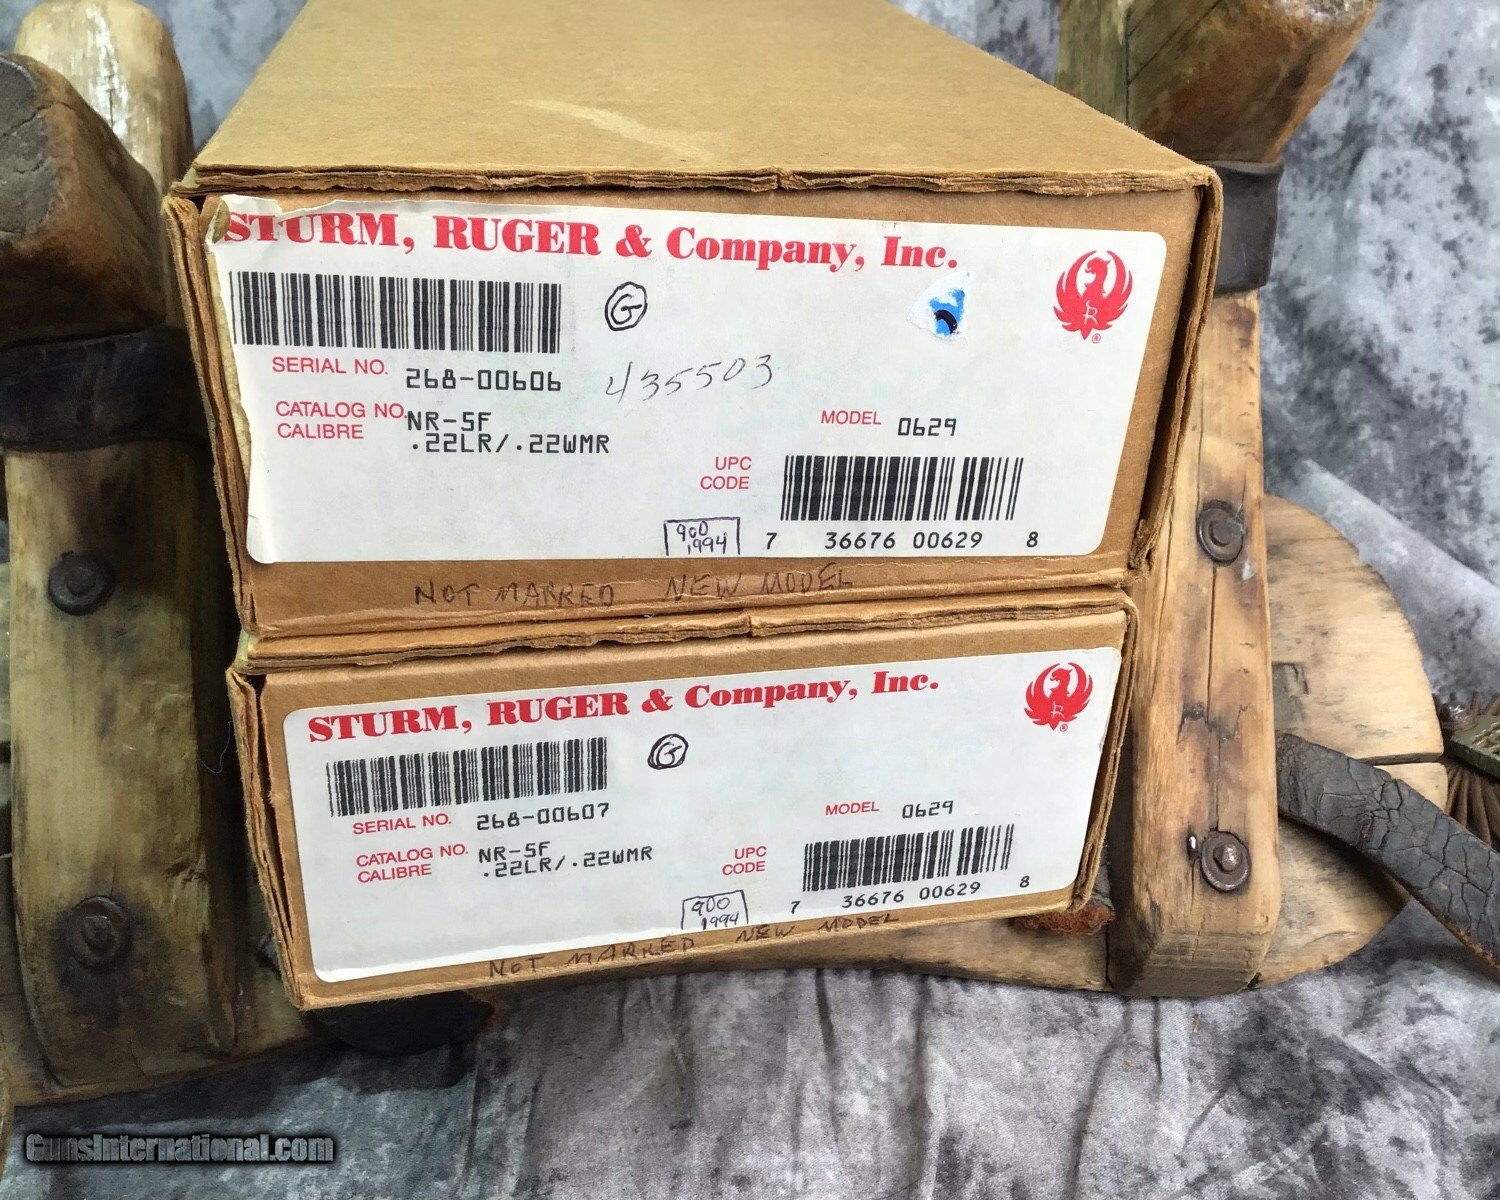 STURM, RUGER & Company, Inc.
G
SERIAL NO. 268-00606 435503
CATALOG NO. NR-5F
CALIBRE .22LR/.22WMR
MODEL 0629
UPC CODE
900
1994
7 36676 00629 8
R
®
NOT MARKED NEW MODEL
STURM, RUGER & Company, Inc.
G
SERIAL NO. 268-00607
CATALOG NO. NR-5F
CALIBRE .22LR/.22WMR
MODEL 0629
UPC CODE
900
1994
7 36676 00629 8
R
®
NOT MARKED NEW MODEL
GunsInternational.com